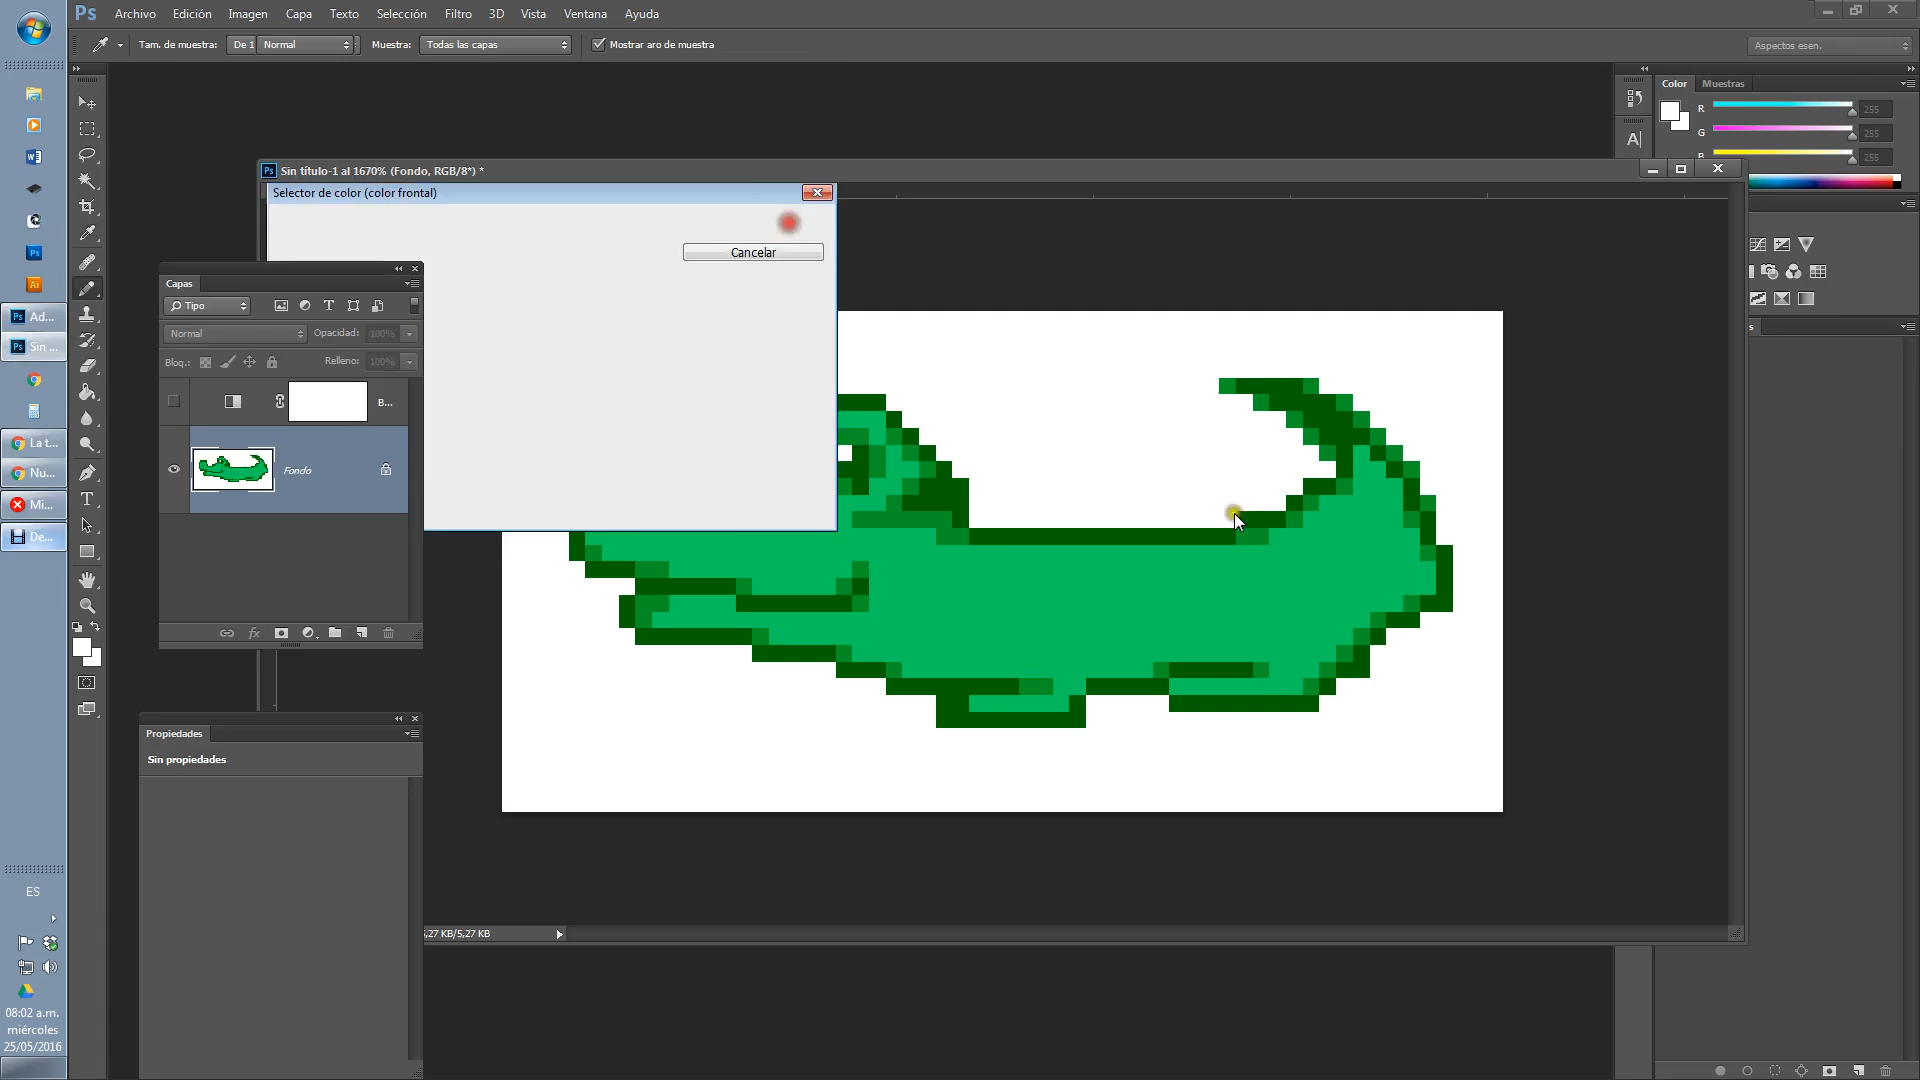 Ps Archivo Edición Imagen Capa Texto Selección Filtro 3D Vista Ventana Ayuda
Tam. de muestra: De 1 Normal Muestra: Todas las capas Mostrar aro de muestra Aspectos esen.
Color Muestras
R 255
G 255
B 255
Sin título-1 al 1670% (Fondo, RGB/8*) *
Selector de color (color frontal)
Cancelar
Capas
Tipo
Normal Opacidad: 100%
Bloq.: Relleno: 100%
B...
Fondo
Propiedades
Sin propiedades
5,27 KB/5,27 KB
Ad...
Sin ...
La t...
Nu...
Mi...
De...
ES
08:02 a.m.
miércoles
25/05/2016